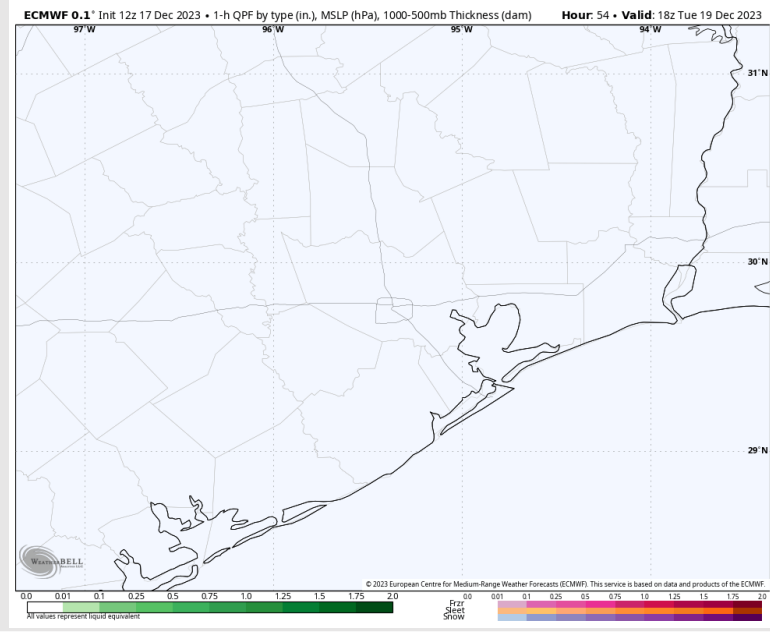 ECMWF 0.1° Init 12z 17 Dec 2023 • 1-h QPF by type (in.), MSLP (hPa), 1000-500mb Thickness (dam) Hour: 54 • Valid: 18z Tue 19 Dec 2023
97°W 96°W 95°W 94°W
31°N
30°N
29°N
WeatherBELL
© 2023 European Centre for Medium-Range Weather Forecasts (ECMWF). This service is based on data and products of the ECMWF.
0.0 0.01 0.1 0.25 0.5 0.75 1.0 1.25 1.5 1.75 2.0
All values represent liquid equivalent
0.0 0.01 0.1 0.25 0.5 0.75 1.0 1.25 1.5 1.75 2.0
Frzr
Sleet
Snow